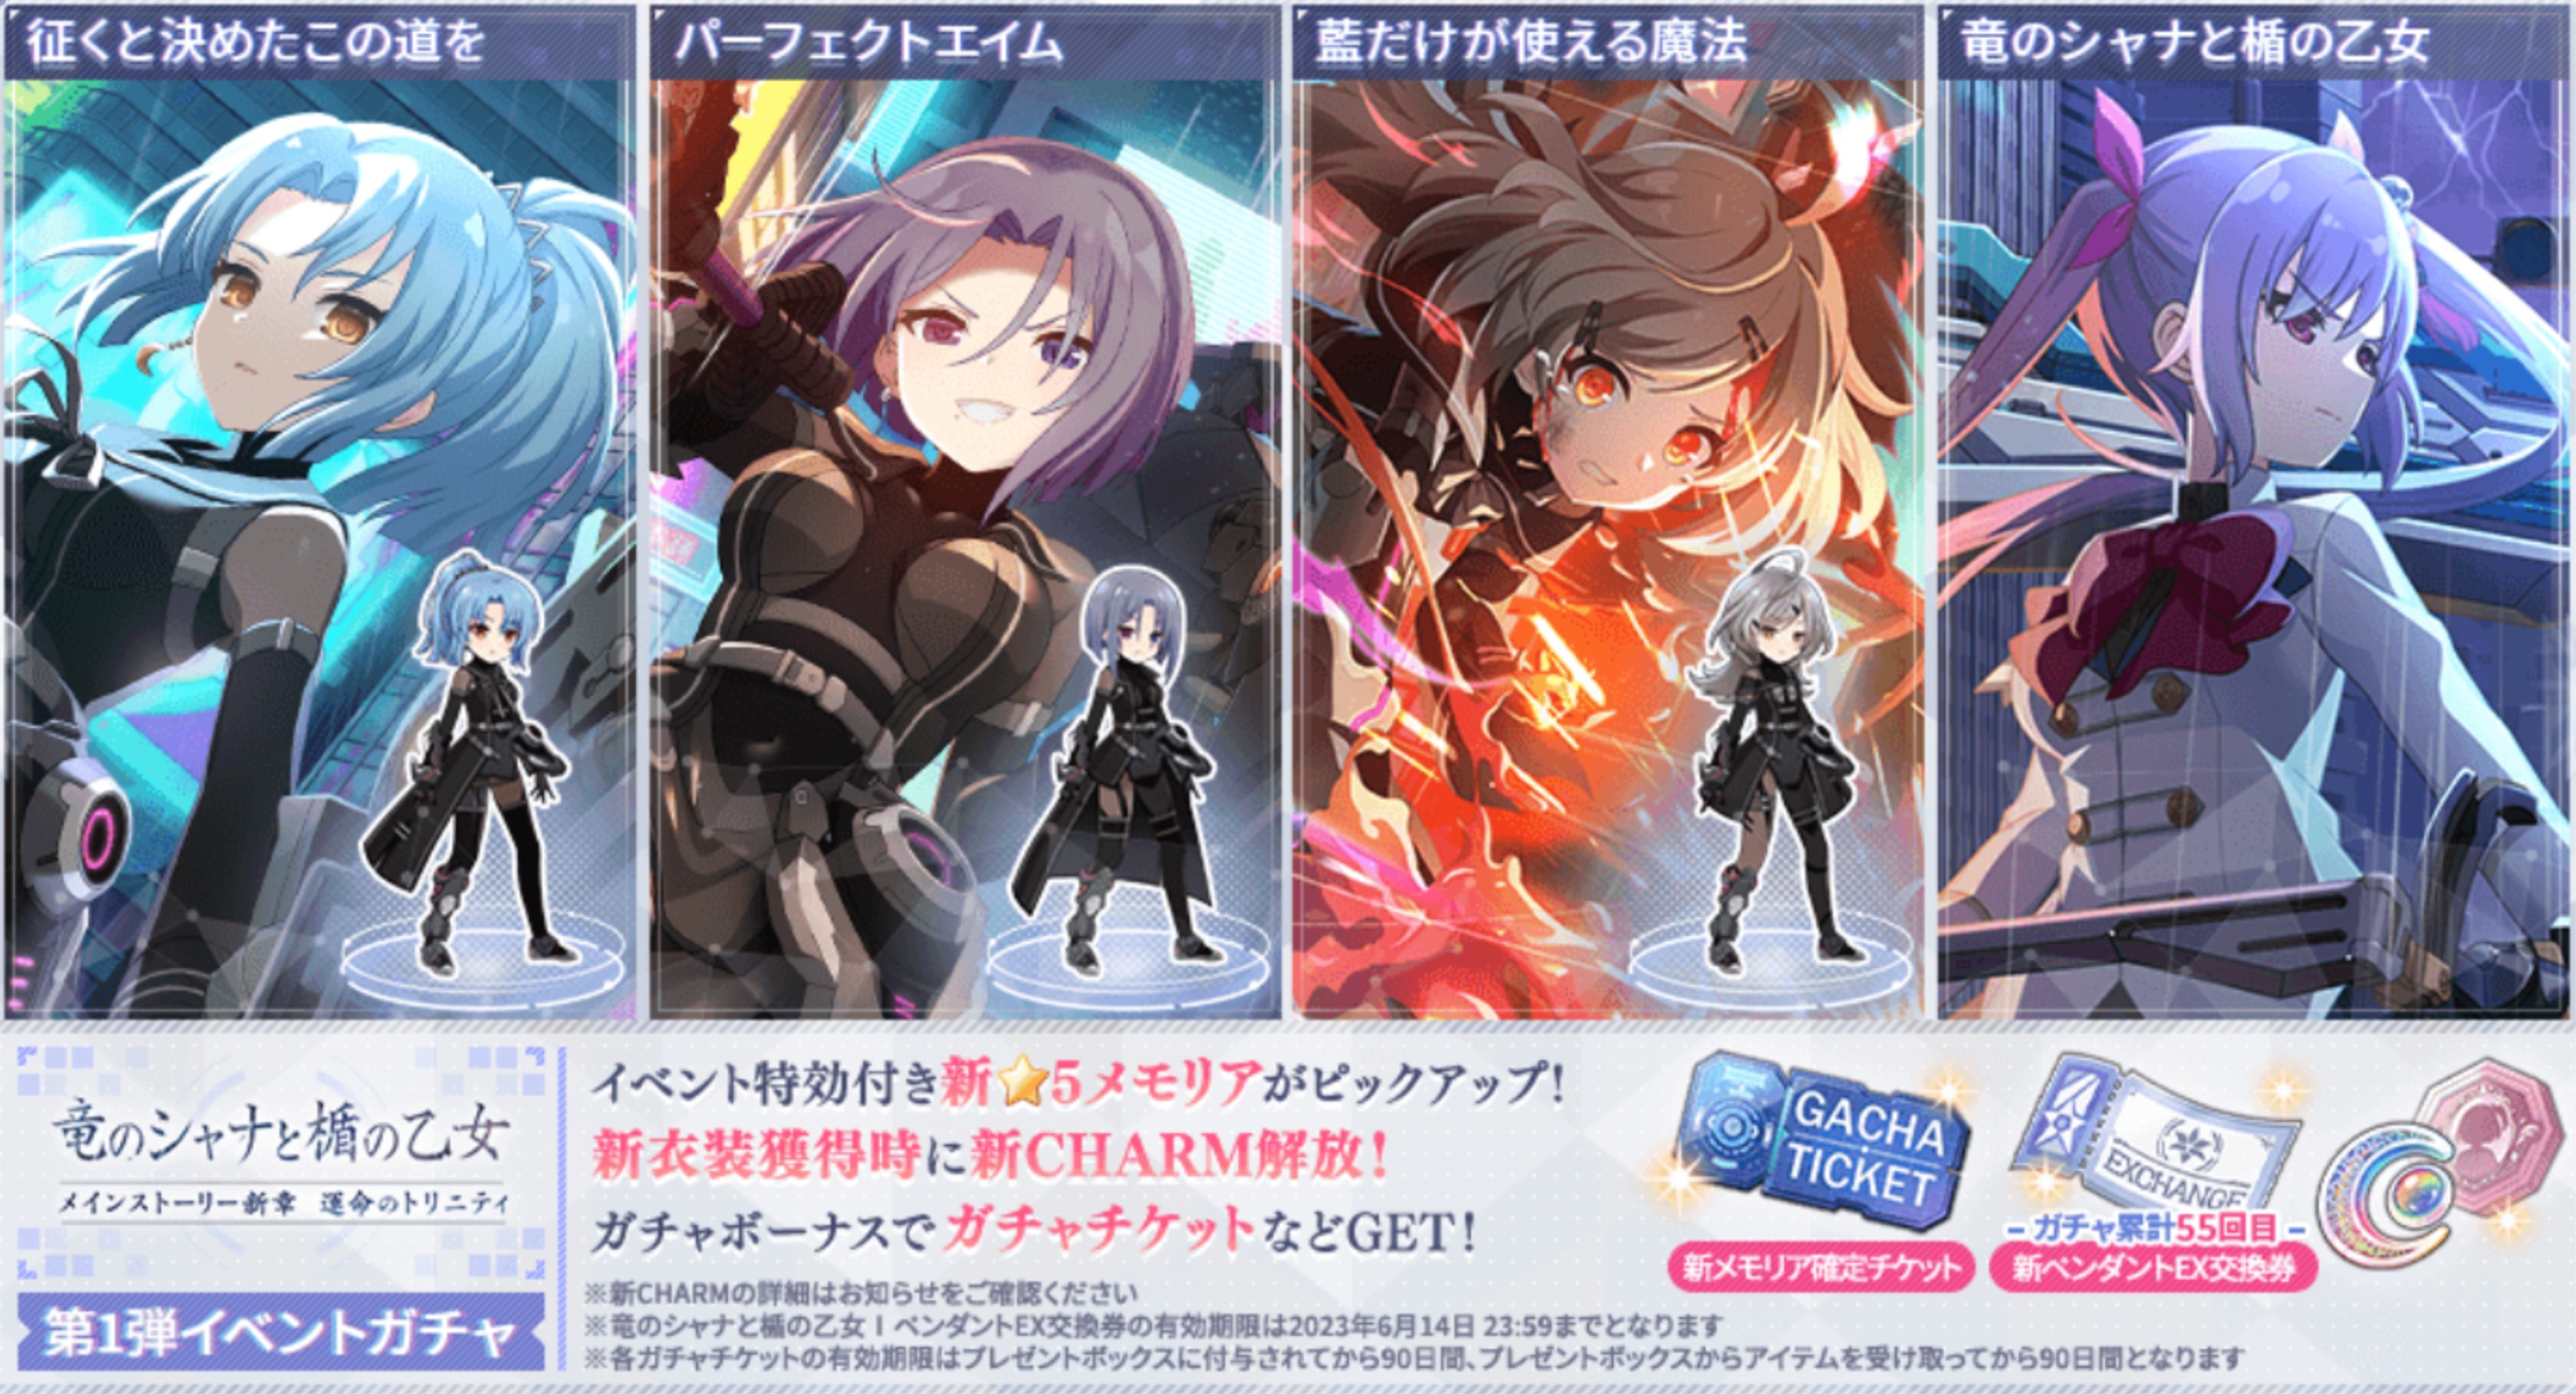 征くと決めたこの道を
パーフェクトエイム
藍だけが使える魔法
竜のシャナと楯の乙女
竜のシャナと楯の乙女
メインストーリー新章 運命のトリニティ
第1弾イベントガチャ
イベント特効付き新⭐5メモリアがピックアップ!
新衣装獲得時に新CHARM解放!
ガチャボーナスでガチャチケットなどGET!
※新CHARMの詳細はお知らせをご確認ください
※竜のシャナと楯の乙女Ⅰペンダント EX交換券の有効期限は2023年6月14日 23:59までとなります
※各ガチャチケットの有効期限はプレゼントボックスに付与されてから90日間、プレゼントボックスからアイテムを受け取ってから90日間となります
GACHA
TICKET
新メモリア確定チケット
EXCHANGE
- ガチャ累計55回目 -
新ペンダントEX交換券